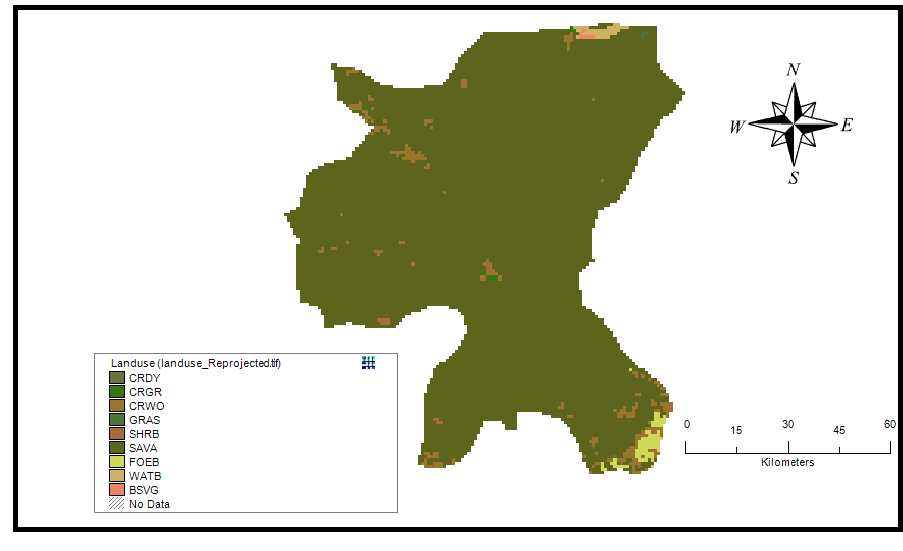 N
W E
S
Landuse (landuse_Reprojected.tif)
CRDY
CRGR
CRWO
GRAS
SHRB
SAVA
FOEB
WATB
BSVG
No Data
0 15 30 45 60
Kilometers